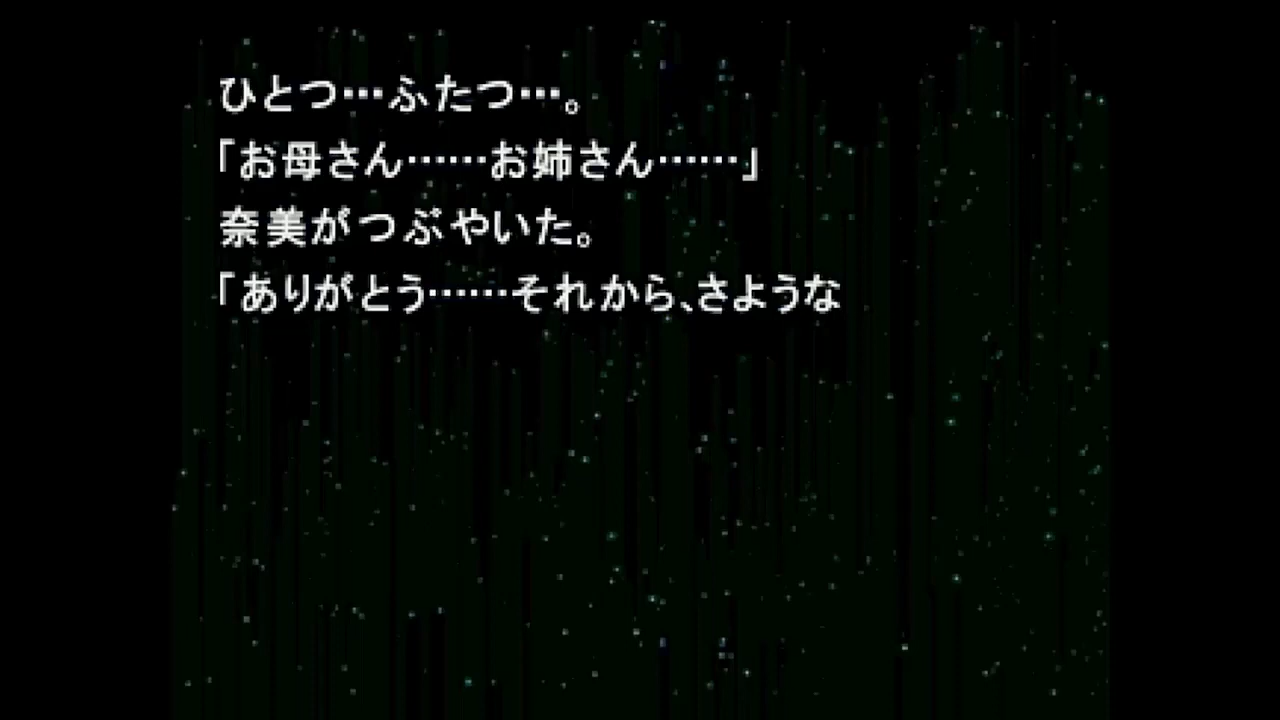 ひとつ…ふたつ…。
「お母さん……お姉さん……」
奈美がつぶやいた。
「ありがとう……それから、さような